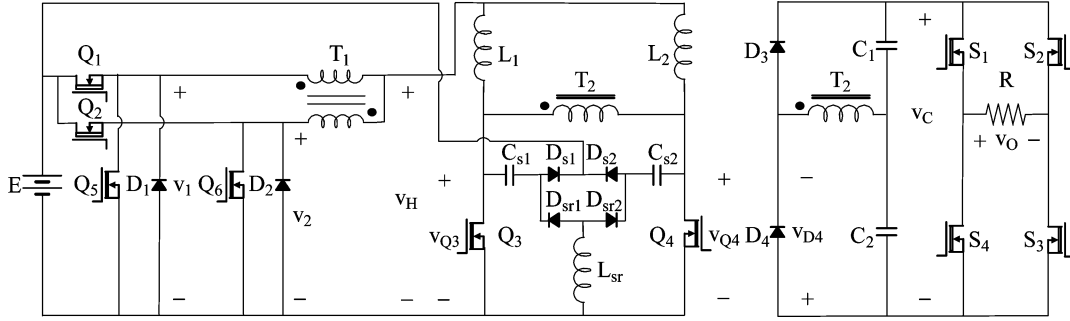 Q1 T1 L1 L2 D3 C1 + S1 S2
+ + T2 T2 R
Q2 + vC + vO −
Cs1 Ds1 Ds2 Cs2
E Q5 D1 v1 Q6 D2 + Dsr1 Dsr2 + −
v2 vH
vQ3 Q3 Q4 vQ4 D4 vD4 C2 S4 S3
Lsr
− − − − − + −